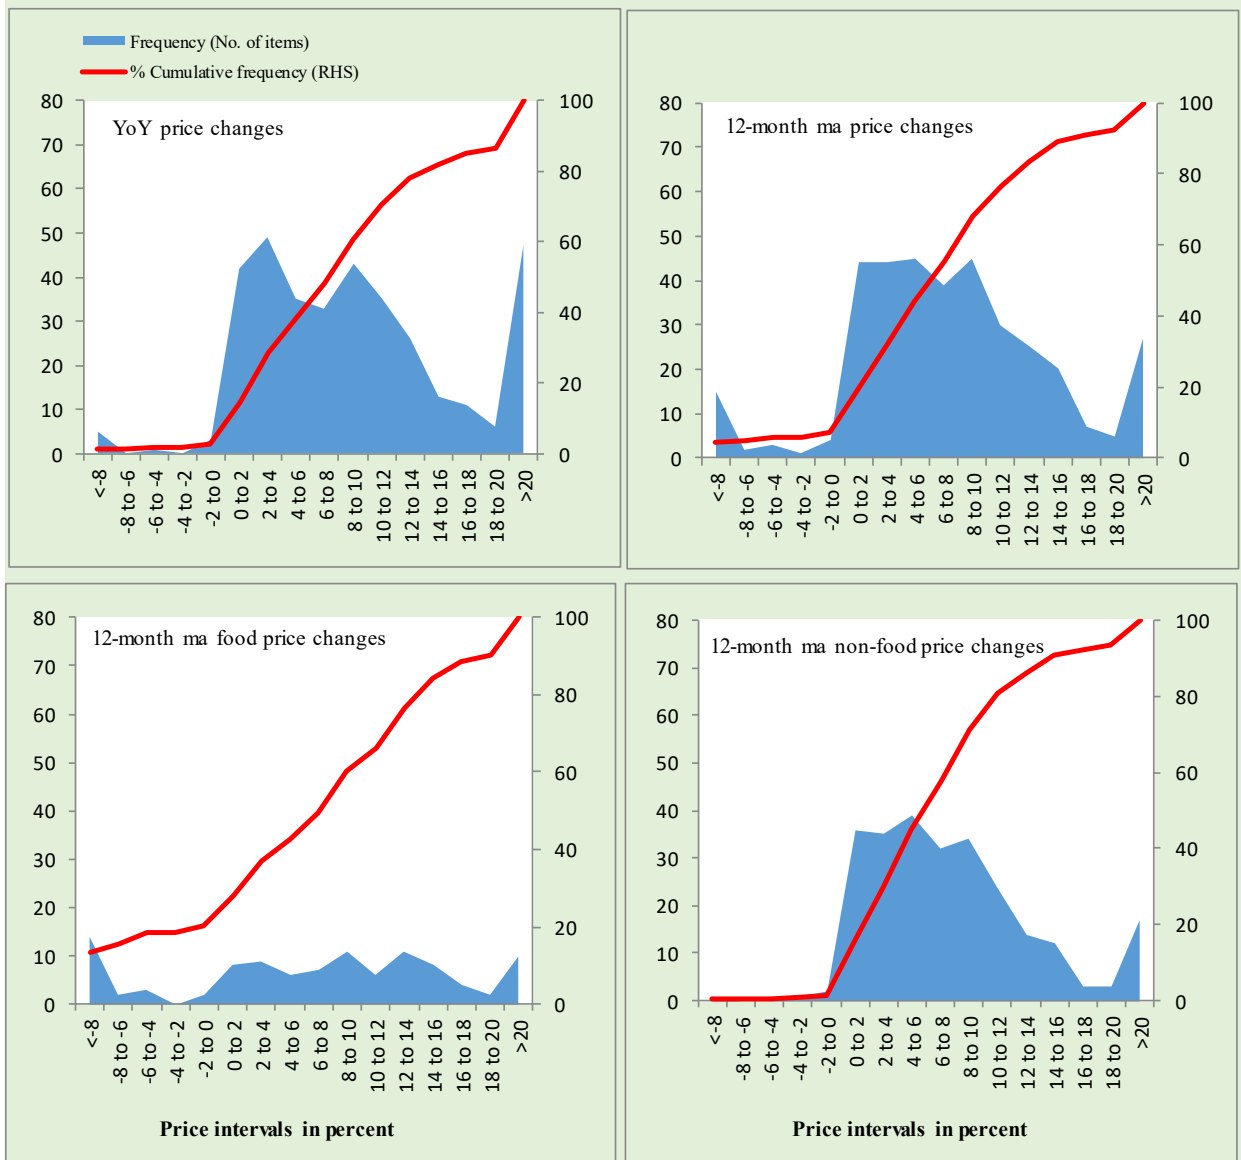 Frequency (No. of items)
% Cumulative frequency (RHS)
YoY price changes
80
70
60
50
40
30
20
10
0
100
80
60
40
20
0
<-8
-8 to -6
-6 to -4
-4 to -2
-2 to 0
0 to 2
2 to 4
4 to 6
6 to 8
8 to 10
10 to 12
12 to 14
14 to 16
16 to 18
18 to 20
>20
12-month ma price changes
80
70
60
50
40
30
20
10
0
100
80
60
40
20
0
<-8
-8 to -6
-6 to -4
-4 to -2
-2 to 0
0 to 2
2 to 4
4 to 6
6 to 8
8 to 10
10 to 12
12 to 14
14 to 16
16 to 18
18 to 20
>20
12-month ma food price changes
80
70
60
50
40
30
20
10
0
100
80
60
40
20
0
<-8
-8 to -6
-6 to -4
-4 to -2
-2 to 0
0 to 2
2 to 4
4 to 6
6 to 8
8 to 10
10 to 12
12 to 14
14 to 16
16 to 18
18 to 20
>20
Price intervals in percent
12-month ma non-food price changes
80
70
60
50
40
30
20
10
0
100
80
60
40
20
0
<-8
-8 to -6
-6 to -4
-4 to -2
-2 to 0
0 to 2
2 to 4
4 to 6
6 to 8
8 to 10
10 to 12
12 to 14
14 to 16
16 to 18
18 to 20
>20
Price intervals in percent